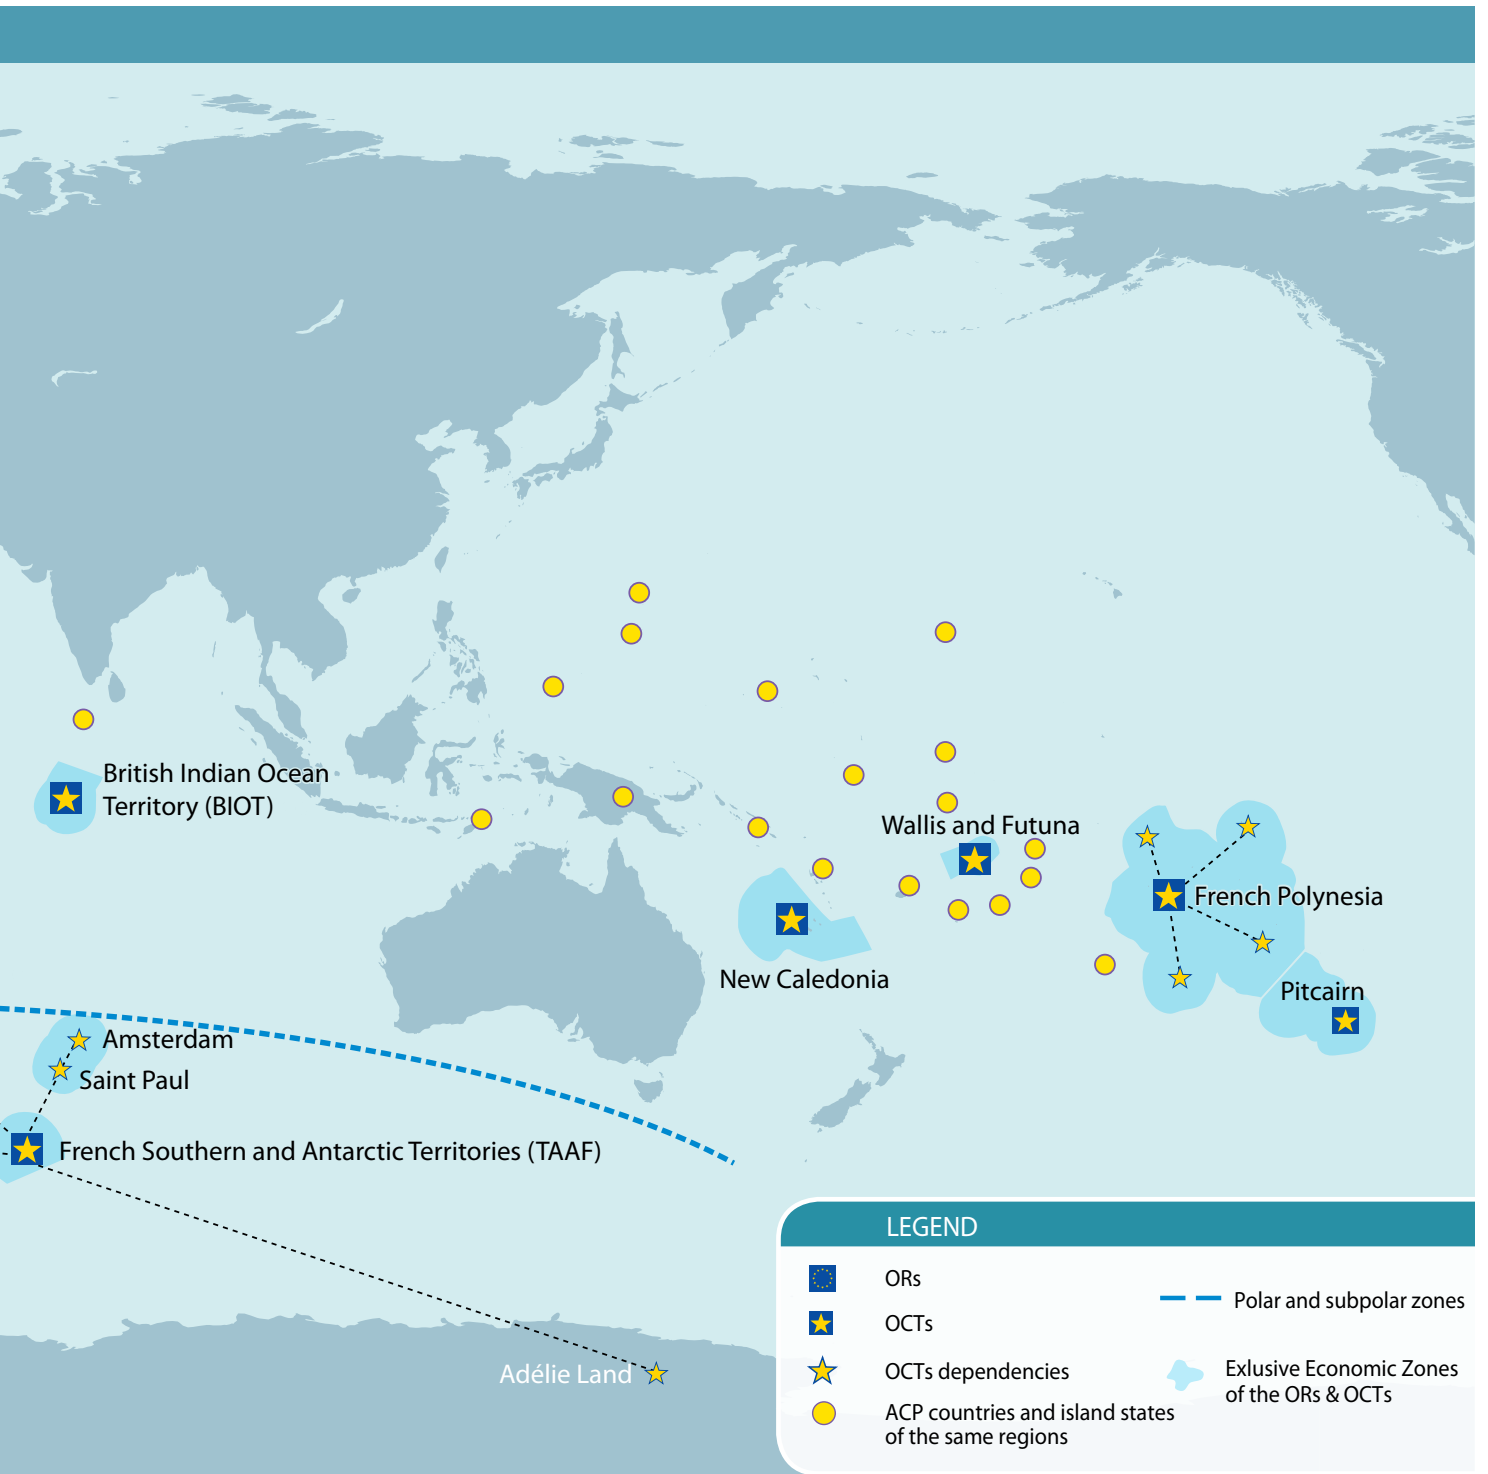 British Indian Ocean
Territory (BIOT)
Wallis and Futuna
French Polynesia
New Caledonia
Pitcairn
Amsterdam
Saint Paul
French Southern and Antarctic Territories (TAAF)
Adélie Land
LEGEND
ORs
OCTs
OCTs dependencies
ACP countries and island states
of the same regions
Polar and subpolar zones
Exlusive Economic Zones
of the ORs & OCTs